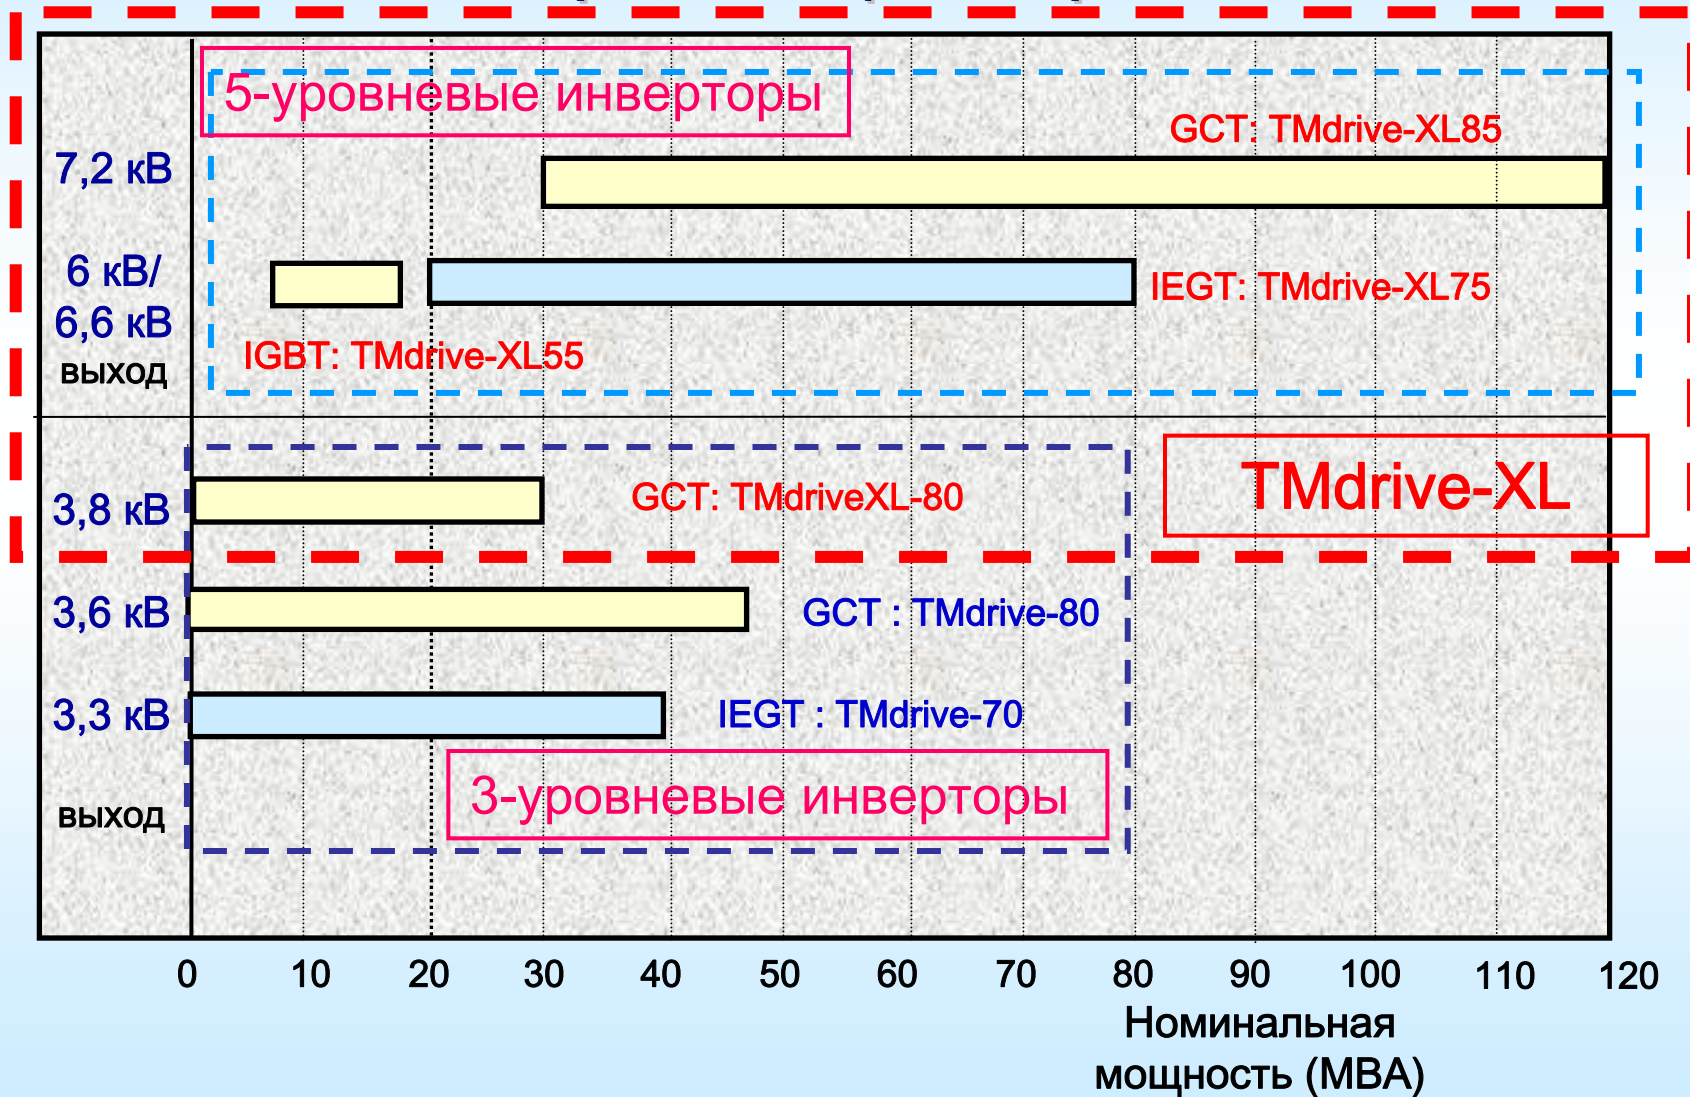 5-уровневые инверторы
GCT: TMdrive-XL85
7,2 кВ
6 кВ/
6,6 кВ
выход
IEGT: TMdrive-XL75
IGBT: TMdrive-XL55
TMdrive-XL
3,8 кВ
GCT: TMdriveXL-80
3,6 кВ
GCT : TMdrive-80
3,3 кВ
IEGT : TMdrive-70
3-уровневые инверторы
выход
0 10 20 30 40 50 60 70 80 90 100 110 120
Номинальная
мощность (МВА)